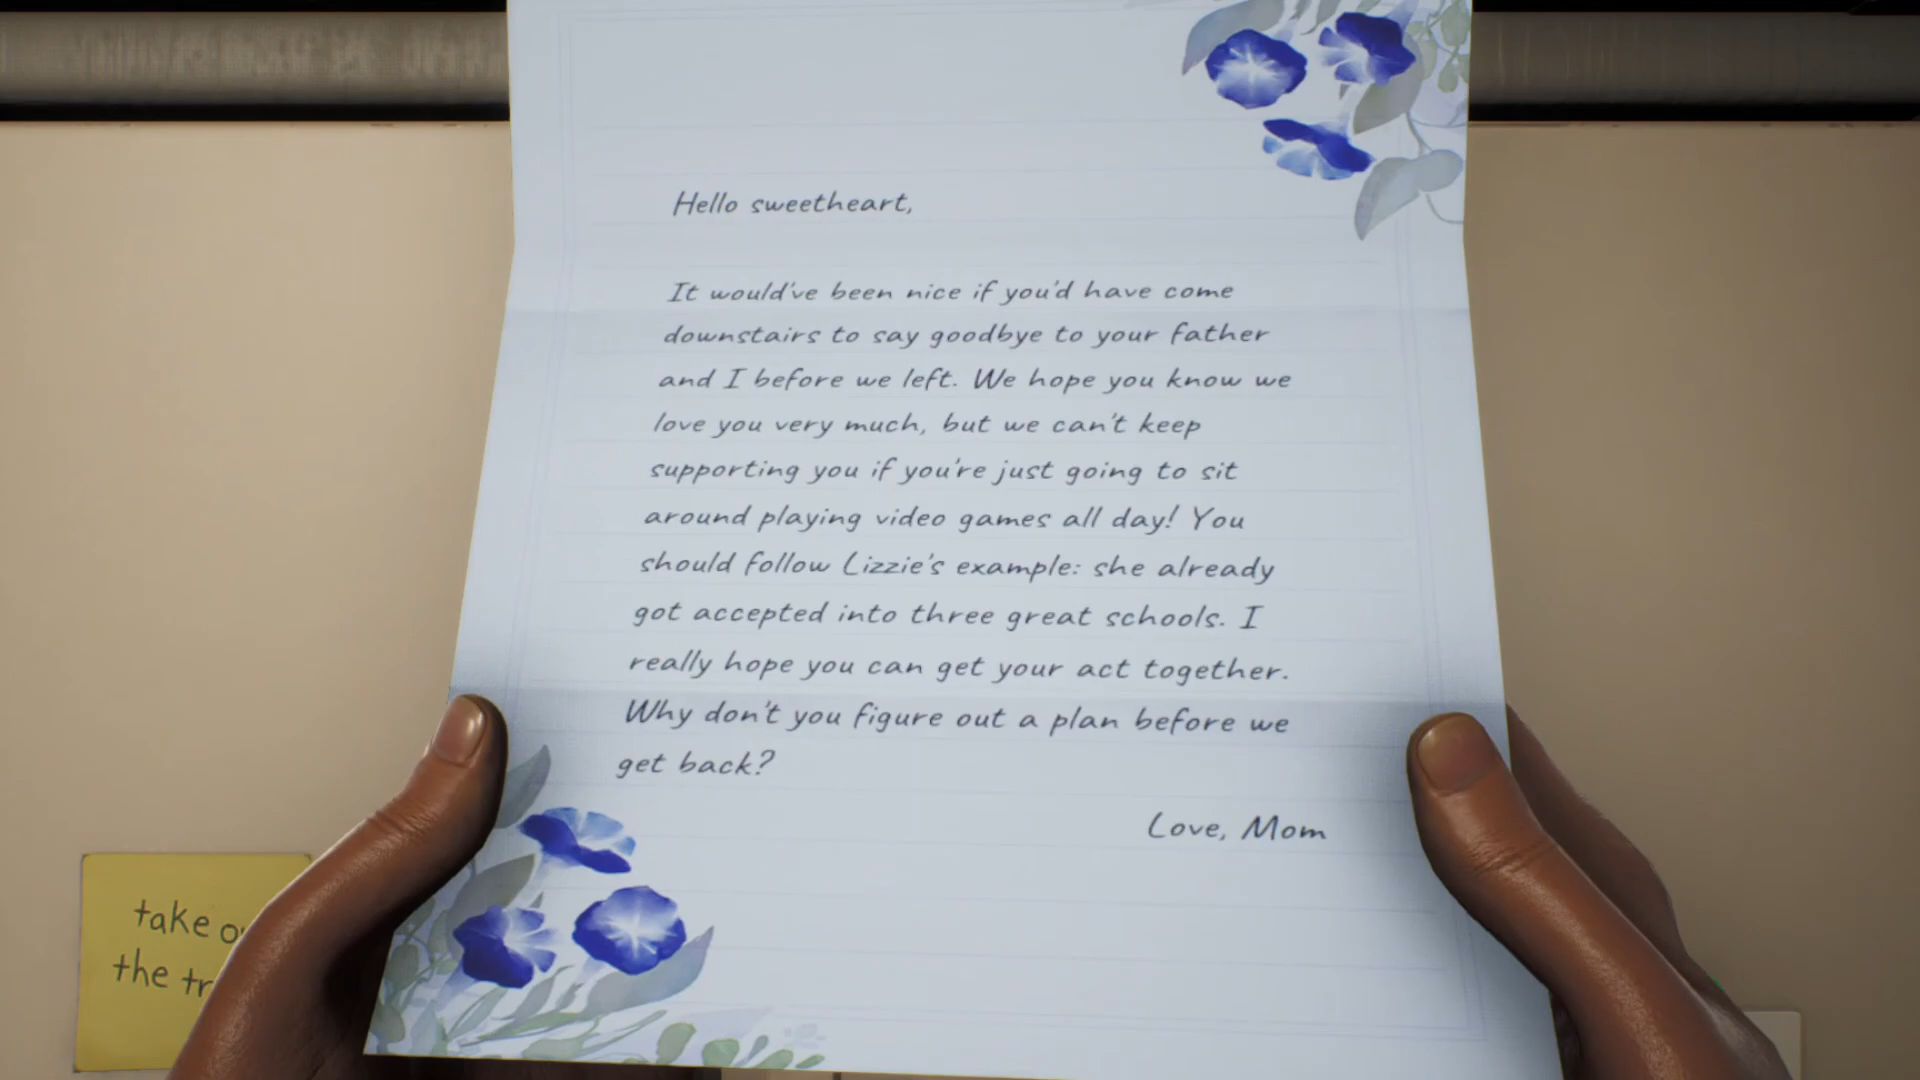 Hello sweetheart,
It would've been nice if you'd have come
downstairs to say goodbye to your father
and I before we left. We hope you know we
love you very much, but we can't keep
supporting you if you're just going to sit
around playing video games all day! You
should follow Lizzie's example: she already
got accepted into three great schools. I
really hope you can get your act together.
Why don't you figure out a plan before we
get back?
Love, Mom
take
the